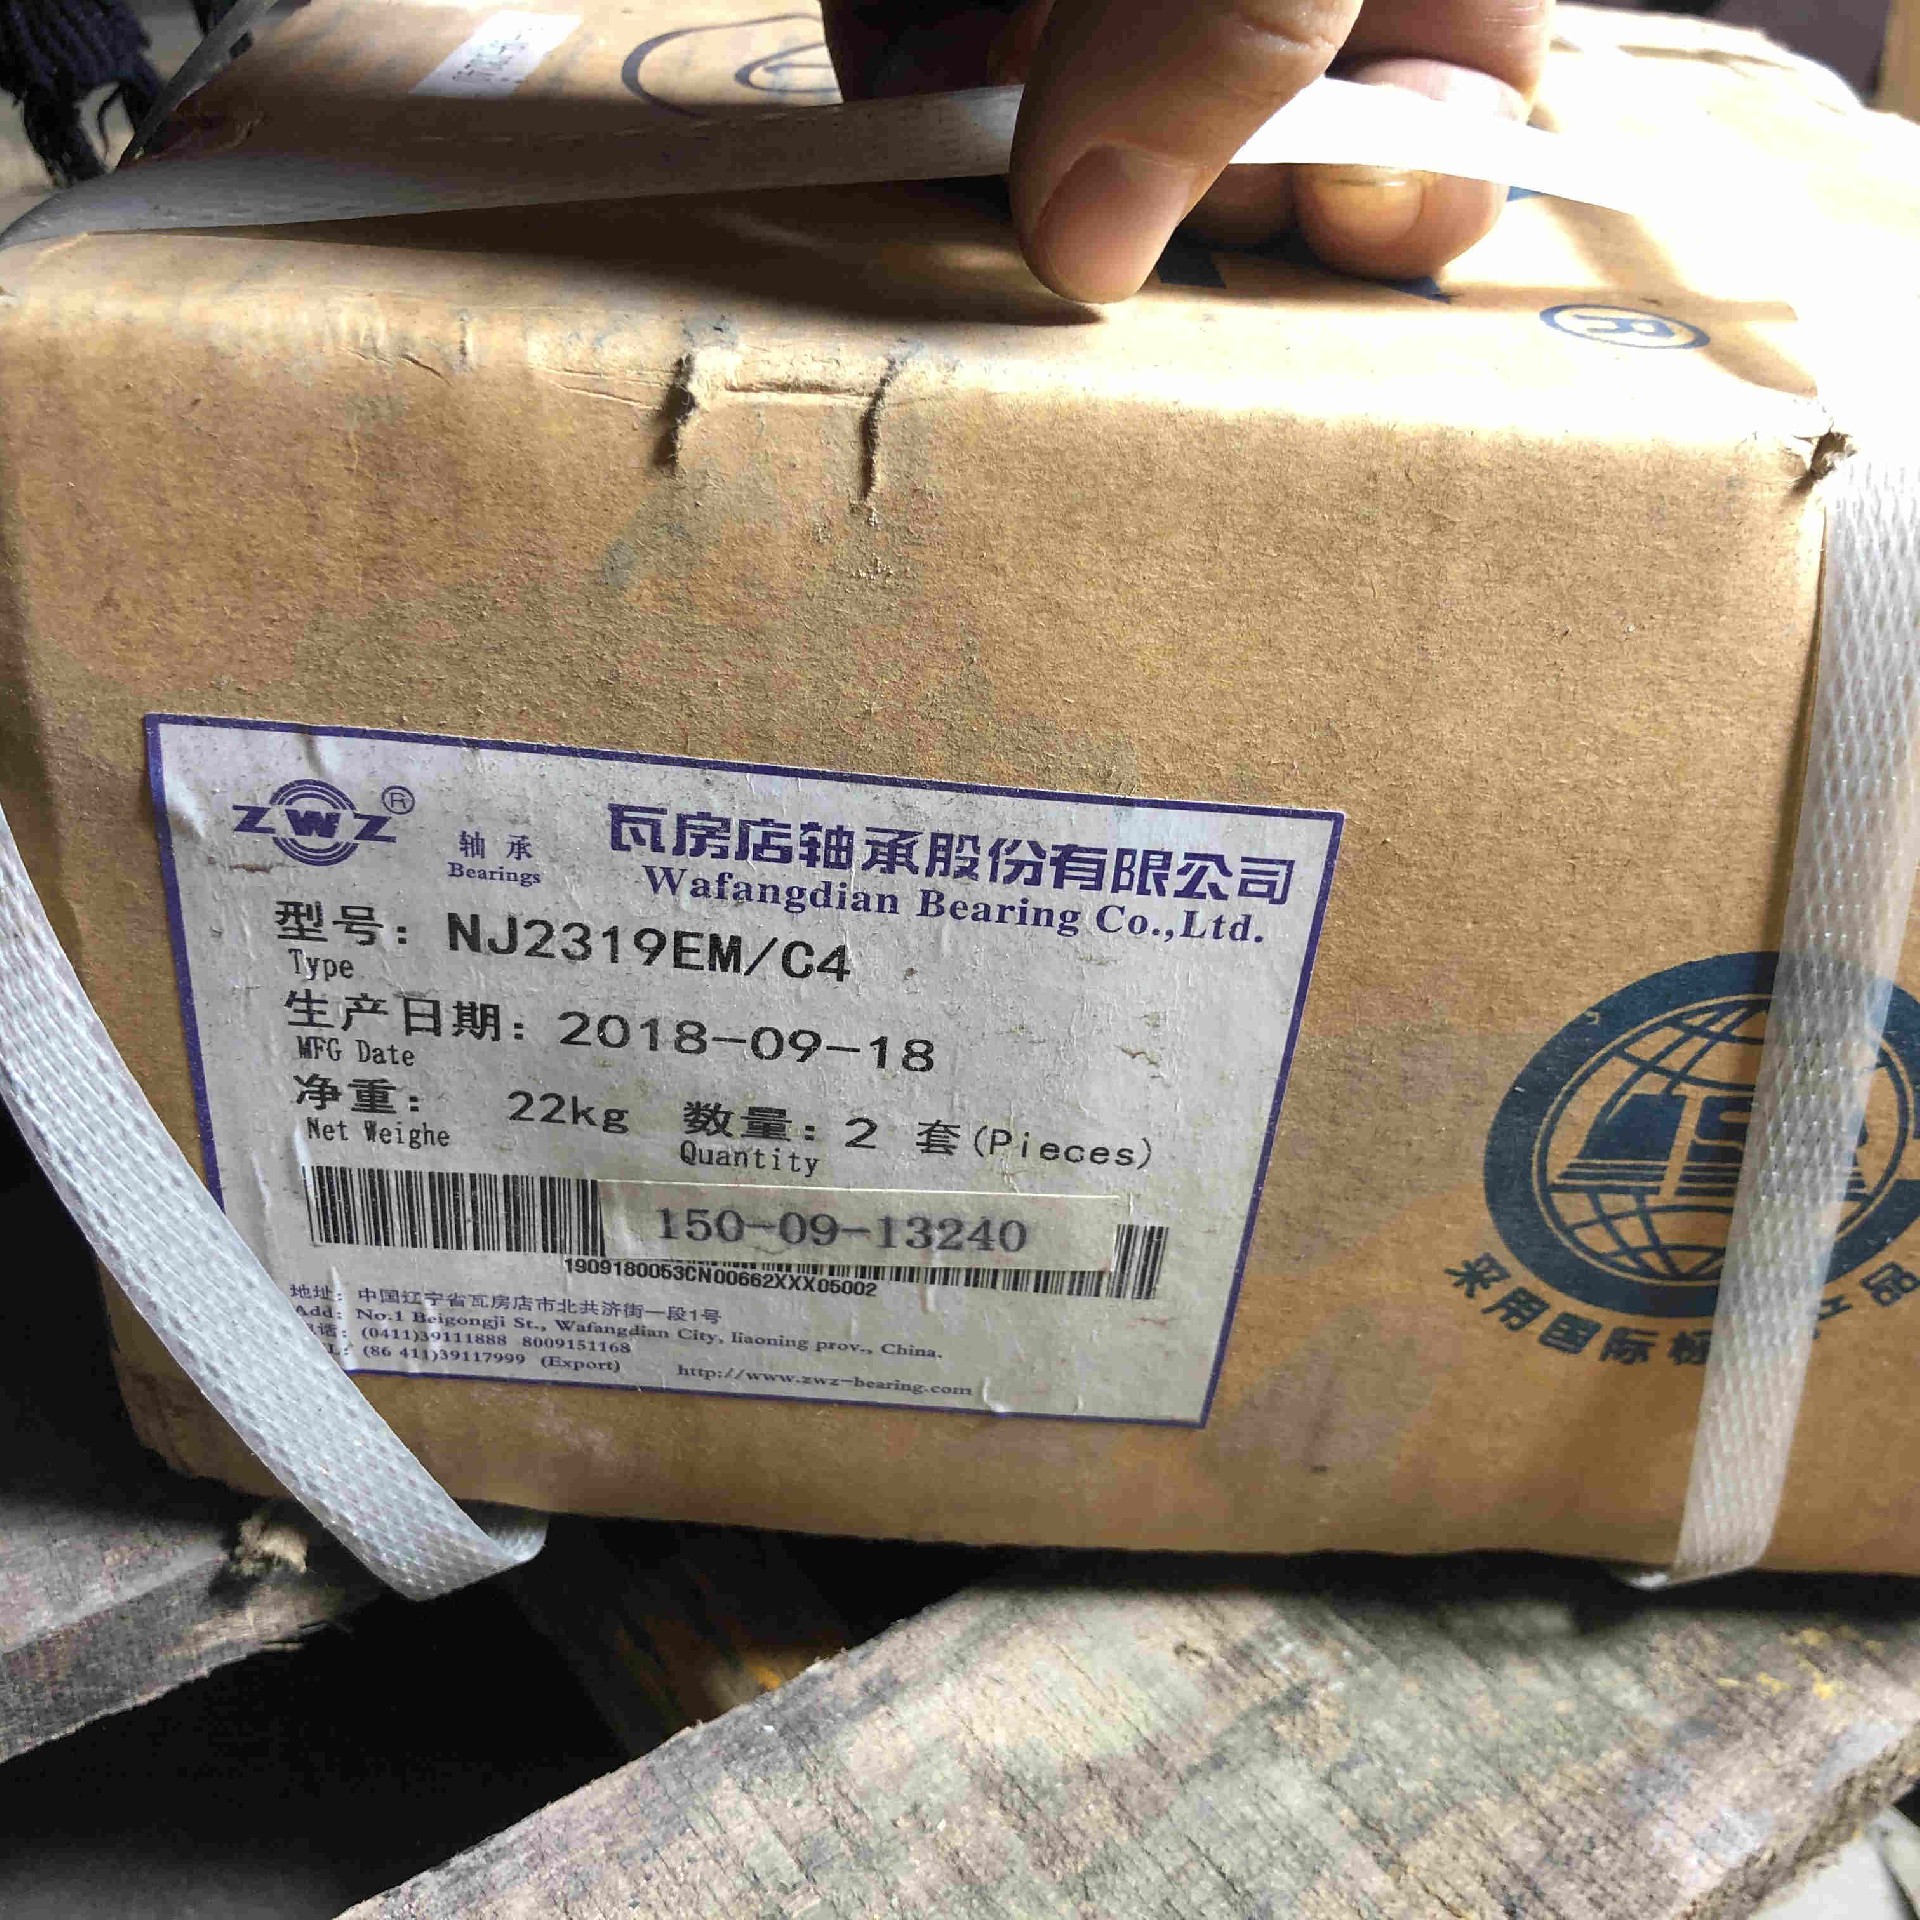 ®
ZWZ®
轴承
Bearings
瓦房店轴承股份有限公司
Wafangdian Bearing Co.,Ltd.
型号: NJ2319EM/C4
Type
生产日期: 2018-09-18
MFG Date
净重: 22kg 数量: 2 套(Pieces)
Net Weighe Quantity
150-09-13240
1909180053CN00662XXX05002
地址: 中国辽宁省瓦房店市北共济街一段1号
Add: No.1 Beigongji St., Wafangdian City, liaoning prov., China.
话: (0411)39111888 8009151168
L: (86 411)39117999 (Export) http://www.zwz-bearing.com
采用国际标 品